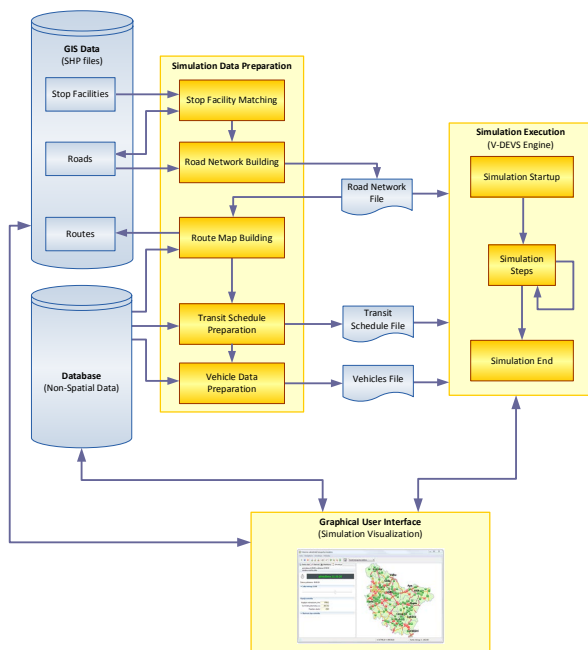 GIS Data
(SHP files)
Stop Facilities
Roads
Routes
Database
(Non-Spatial Data)
Simulation Data Preparation
Stop Facility Matching
Road Network Building
Route Map Building
Transit Schedule
Preparation
Vehicle Data
Preparation
Road Network
File
Transit
Schedule File
Vehicles File
Simulation Execution
(V-DEVS Engine)
Simulation Startup
Simulation
Steps
Simulation End
Graphical User Interface
(Simulation Visualization)